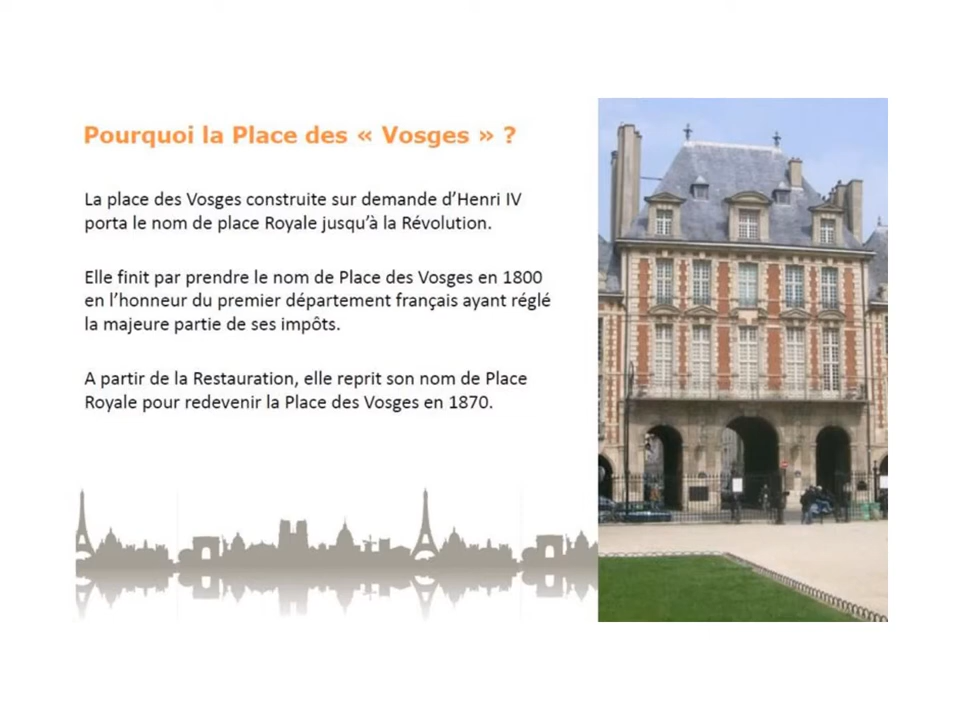 Pourquoi la Place des « Vosges » ?
La place des Vosges construite sur demande d’Henri IV
porta le nom de place Royale jusqu’à la Révolution.
Elle finit par prendre le nom de Place des Vosges en 1800
en l’honneur du premier département français ayant réglé
la majeure partie de ses impôts.
A partir de la Restauration, elle reprit son nom de Place
Royale pour redevenir la Place des Vosges en 1870.